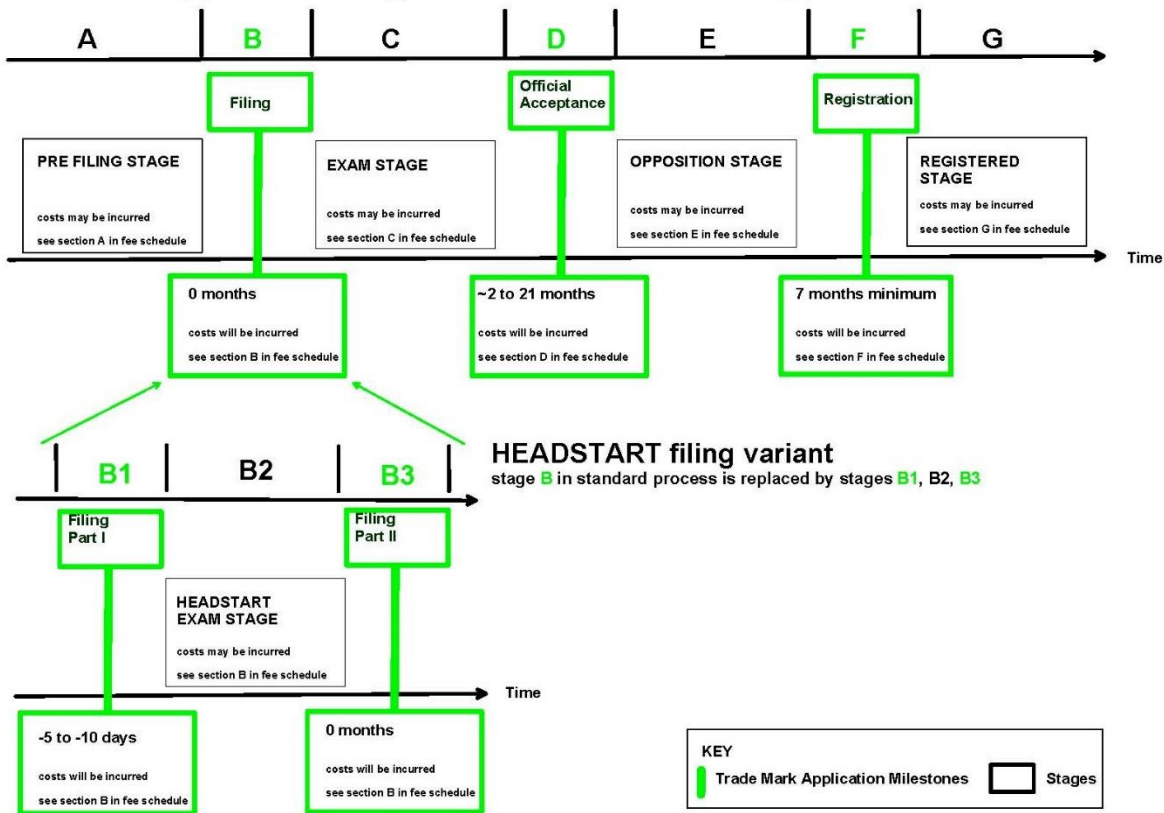 A B C D E F G
Filing
Official
Acceptance
Registration
PRE FILING STAGE
costs may be incurred
see section A in fee schedule
EXAM STAGE
costs may be incurred
see section C in fee schedule
OPPOSITION STAGE
costs may be incurred
see section E in fee schedule
REGISTERED
STAGE
costs may be incurred
see section G in fee schedule
Time
0 months
costs will be incurred
see section B in fee schedule
~2 to 21 months
costs will be incurred
see section D in fee schedule
7 months minimum
costs will be incurred
see section F in fee schedule
B1 B2 B3
HEADSTART filing variant
stage B in standard process is replaced by stages B1, B2, B3
Filing
Part I
Filing
Part II
HEADSTART
EXAM STAGE
costs may be incurred
see section B in fee schedule
Time
-5 to -10 days
costs will be incurred
see section B in fee schedule
0 months
costs will be incurred
see section B in fee schedule
KEY
Trade Mark Application Milestones
Stages